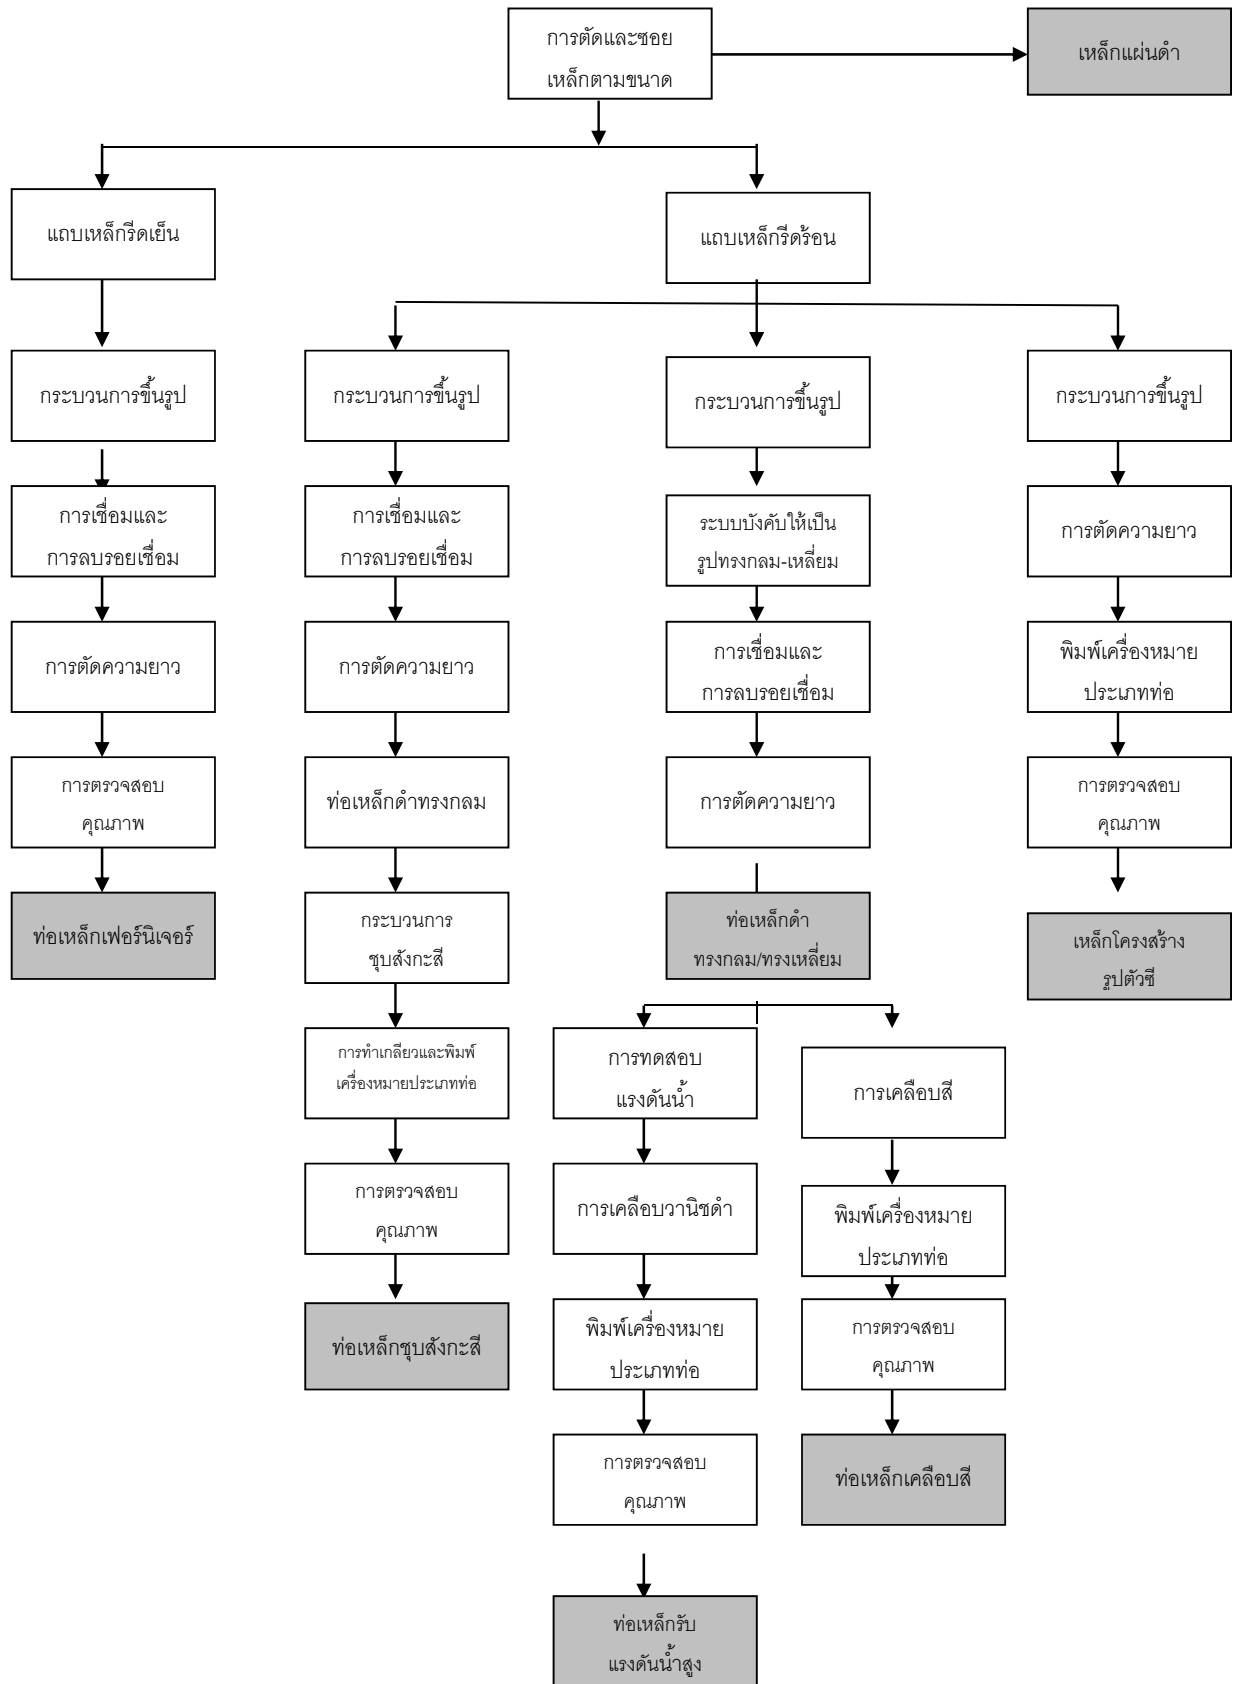 การตัดและซอย
เหล็กตามขนาด
เหล็กแผ่นดำ
แถบเหล็กรีดเย็น
แถบเหล็กรีดร้อน
กระบวนการขึ้นรูป
กระบวนการขึ้นรูป
กระบวนการขึ้นรูป
กระบวนการขึ้นรูป
การเชื่อมและ
การลบรอยเชื่อม
การเชื่อมและ
การลบรอยเชื่อม
ระบบบังคับให้เป็น
รูปทรงกลม-เหลี่ยม
การตัดความยาว
การตัดความยาว
การตัดความยาว
การเชื่อมและ
การลบรอยเชื่อม
พิมพ์เครื่องหมาย
ประเภทท่อ
การตรวจสอบ
คุณภาพ
ท่อเหล็กดำทรงกลม
การตัดความยาว
การตรวจสอบ
คุณภาพ
ท่อเหล็กเฟอร์นิเจอร์
กระบวนการ
ชุบสังกะสี
ท่อเหล็กดำ
ทรงกลม/ทรงเหลี่ยม
เหล็กโครงสร้าง
รูปตัวซี
การทำเกลียวและพิมพ์
เครื่องหมายประเภทท่อ
การทดสอบ
แรงดันน้ำ
การเคลือบสี
การตรวจสอบ
คุณภาพ
การเคลือบวานิชดำ
พิมพ์เครื่องหมาย
ประเภทท่อ
ท่อเหล็กชุบสังกะสี
พิมพ์เครื่องหมาย
ประเภทท่อ
การตรวจสอบ
คุณภาพ
การตรวจสอบ
คุณภาพ
ท่อเหล็กเคลือบสี
ท่อเหล็กรับ
แรงดันน้ำสูง